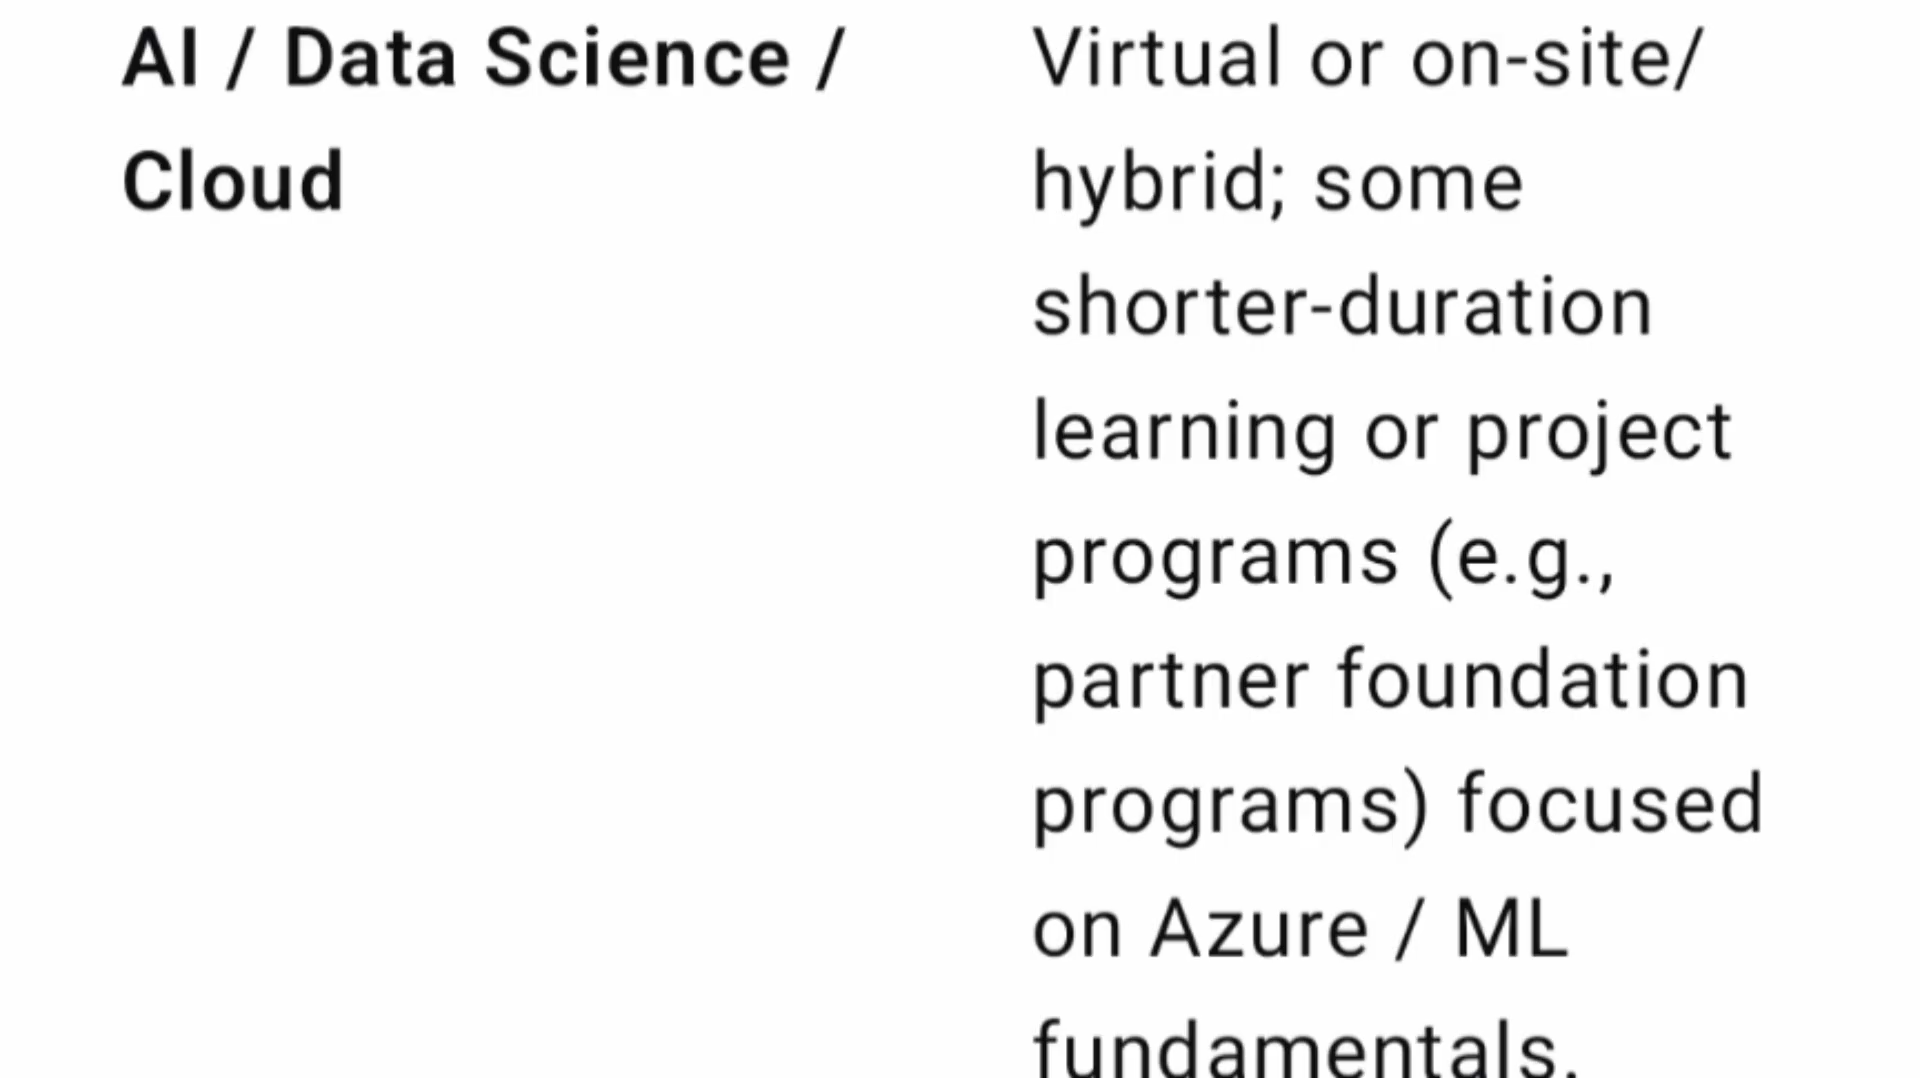 AI / Data Science /
Cloud
Virtual or on-site/
hybrid; some
shorter-duration
learning or project
programs (e.g.,
partner foundation
programs) focused
on Azure / ML
fundamentals.